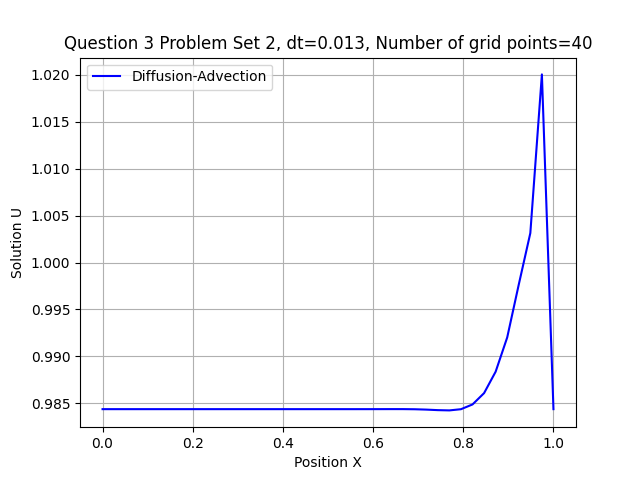 Question 3 Problem Set 2, dt=0.013, Number of grid points=40
Diffusion-Advection
1.020
1.015
1.010
1.005
1.000
0.995
0.990
0.985
Solution U
0.0 0.2 0.4 0.6 0.8 1.0
Position X